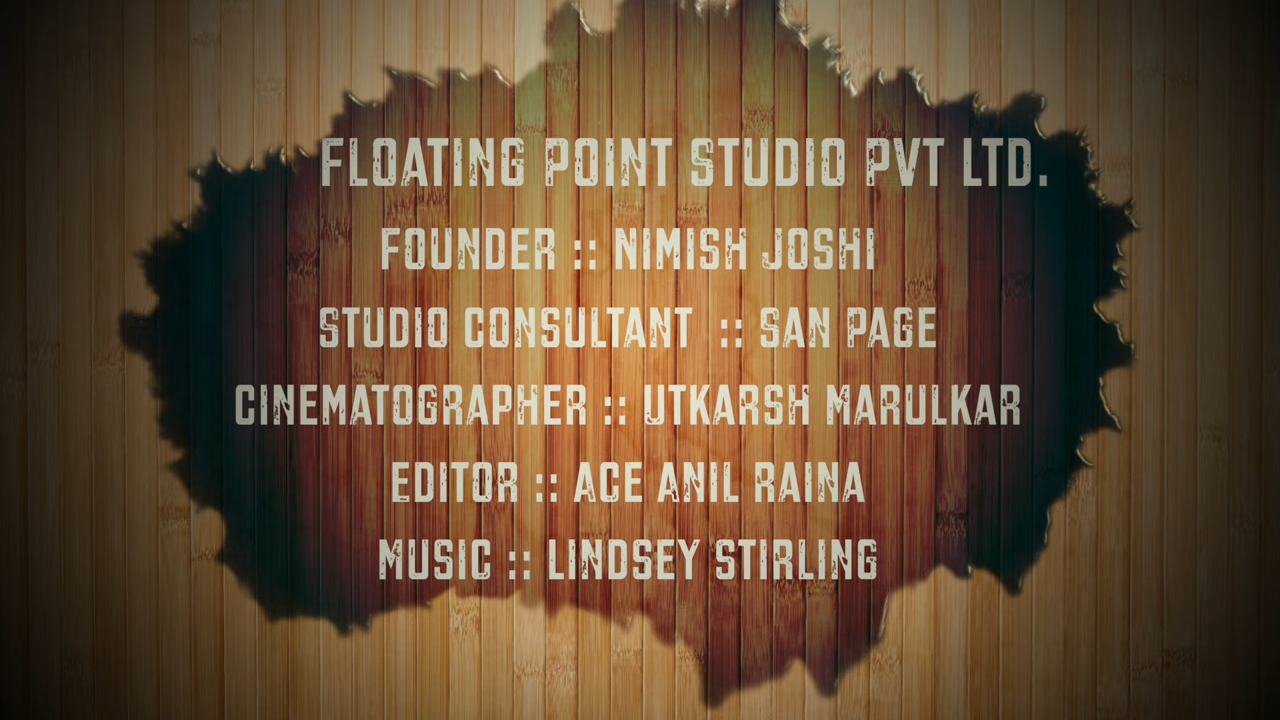 FLOATING POINT STUDIO PVT LTD.
FOUNDER :: NIMISH JOSHI
STUDIO CONSULTANT :: SAN PAGE
CINEMATOGRAPHER :: UTKARSH MARULKAR
EDITOR :: ACE ANIL RAINA
MUSIC :: LINDSEY STIRLING